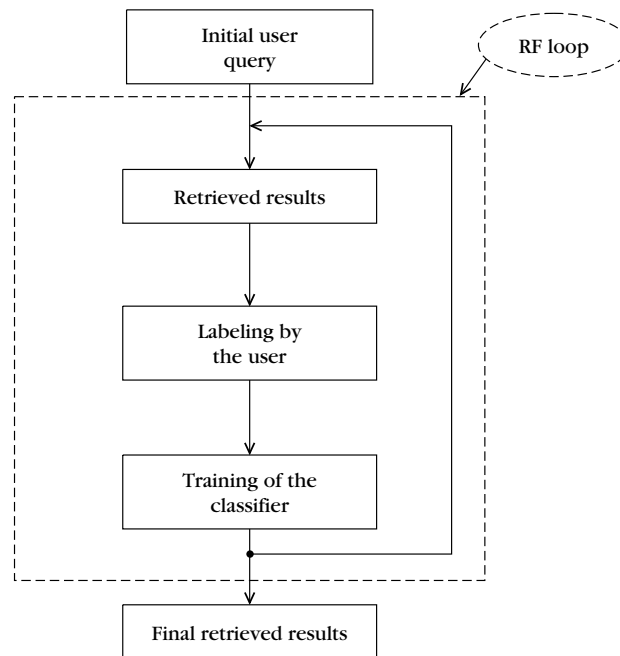 Initial user
query
RF loop
Retrieved results
Labeling by
the user
Training of the
classifier
Final retrieved results